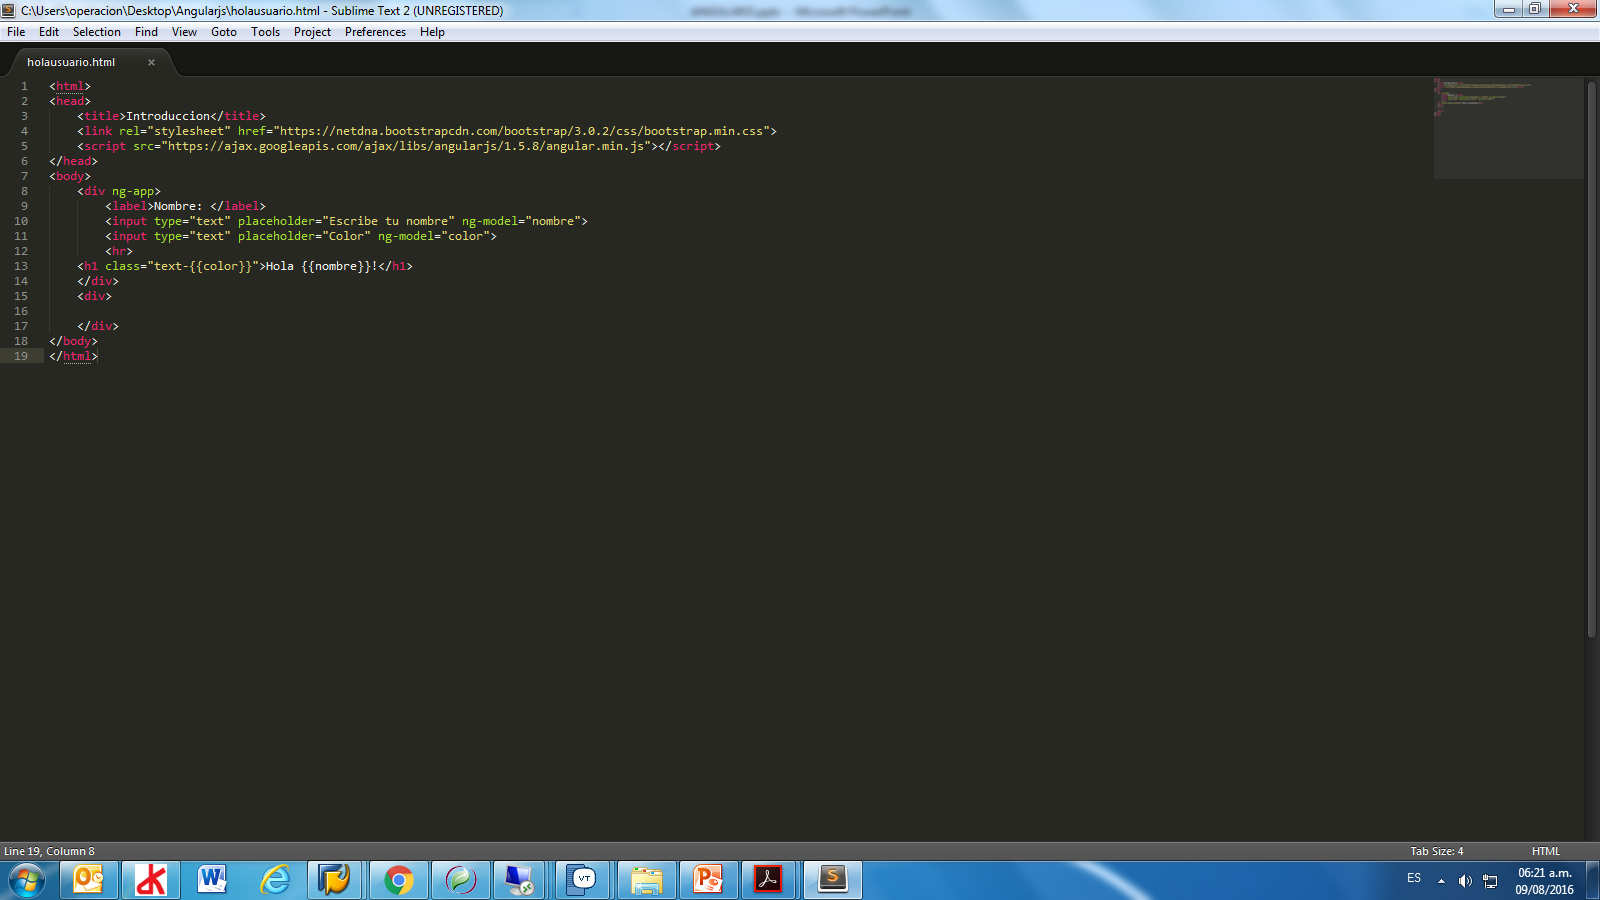 C:\Users\operacion\Desktop\Angularjs\holausuario.html - Sublime Text 2 (UNREGISTERED)
File Edit Selection Find View Goto Tools Project Preferences Help
holausuario.html ×
1 <html>
2 <head>
3 <title>Introduccion</title>
4 <link rel="stylesheet" href="https://netdna.bootstrapcdn.com/bootstrap/3.0.2/css/bootstrap.min.css">
5 <script src="https://ajax.googleapis.com/ajax/libs/angularjs/1.5.8/angular.min.js"></script>
6 </head>
7 <body>
8 <div ng-app>
9 <label>Nombre: </label>
10 <input type="text" placeholder="Escribe tu nombre" ng-model="nombre">
11 <input type="text" placeholder="Color" ng-model="color">
12 <hr>
13 <h1 class="text-{{color}}">Hola {{nombre}}!</h1>
14 </div>
15 <div>
16
17 </div>
18 </body>
19 </html>
Line 19, Column 8 Tab Size: 4 HTML
VT
ES 06:21 a.m.
09/08/2016